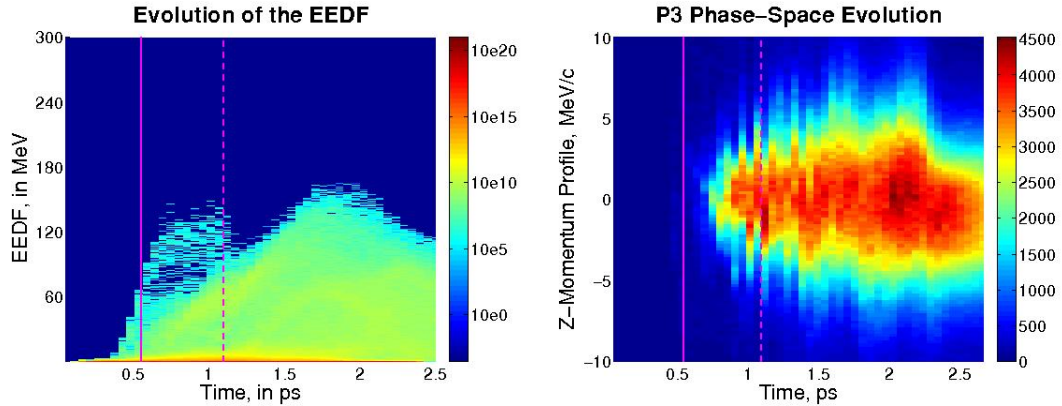 Evolution of the EEDF
300
240
180
120
60
EEDF, in MeV
0.5
1
1.5
2
2.5
Time, in ps
10e20
10e15
10e10
10e5
10e0
P3 Phase-Space Evolution
10
5
0
-5
-10
Z-Momentum Profile, MeV/c
0.5
1
1.5
2
2.5
Time, in ps
4500
4000
3500
3000
2500
2000
1500
1000
500
0